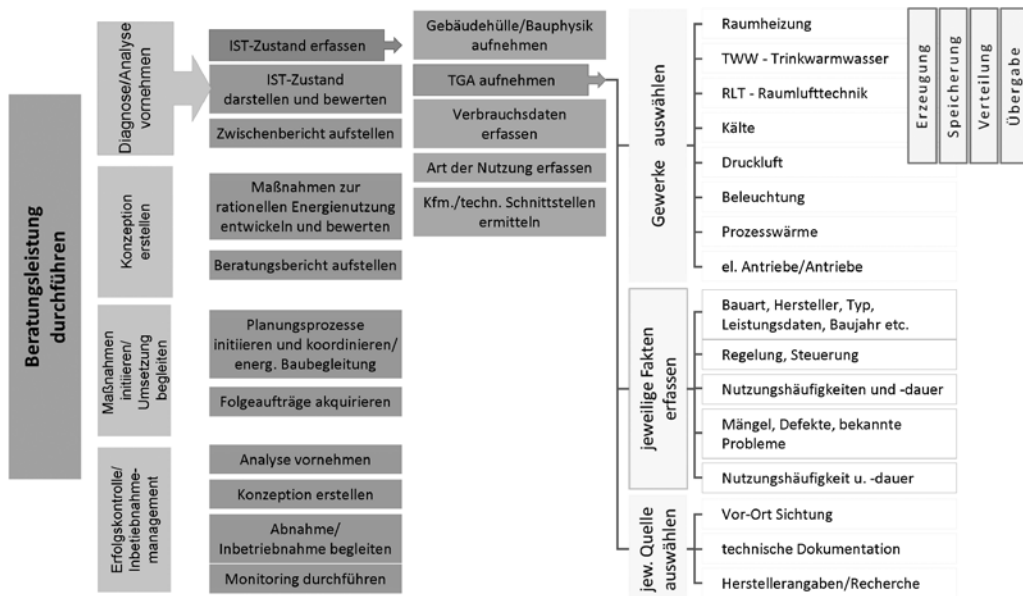 Beratungsleistung
durchführen
Diagnose/Analyse
vornehmen
Konzeption
erstellen
Maßnahmen
initiieren/
Umsetzung
begleiten
Erfolgskontrolle/
Inbetiebnahme-
management
IST-Zustand erfassen
IST-Zustand
darstellen und bewerten
Zwischenbericht aufstellen
Maßnahmen zur
rationellen Energienutzung
entwickeln und bewerten
Beratungsbericht aufstellen
Planungsprozesse
initiieren und koordinieren/
energ. Baubegleitung
Folgeaufträge akquirieren
Analyse vornehmen
Konzeption erstellen
Abnahme/
Inbetriebnahme begleiten
Monitoring durchführen
Gebäudehülle/Bauphysik
aufnehmen
TGA aufnehmen
Verbrauchsdaten
erfassen
Art der Nutzung erfassen
Kfm./techn. Schnittstellen
ermitteln
Gewerke auswählen
Raumheizung
TWW - Trinkwarmwasser
RLT - Raumlufttechnik
Kälte
Druckluft
Beleuchtung
Prozesswärme
el. Antriebe/Antriebe
Erzeugung
Speicherung
Verteilung
Übergabe
jeweilige Fakten
erfassen
Bauart, Hersteller, Typ,
Leistungsdaten, Baujahr etc.
Regelung, Steuerung
Nutzungshäufigkeiten und -dauer
Mängel, Defekte, bekannte
Probleme
Nutzungshäufigkeit u. -dauer
jew. Quelle
auswählen
Vor-Ort Sichtung
technische Dokumentation
Herstellerangaben/Recherche